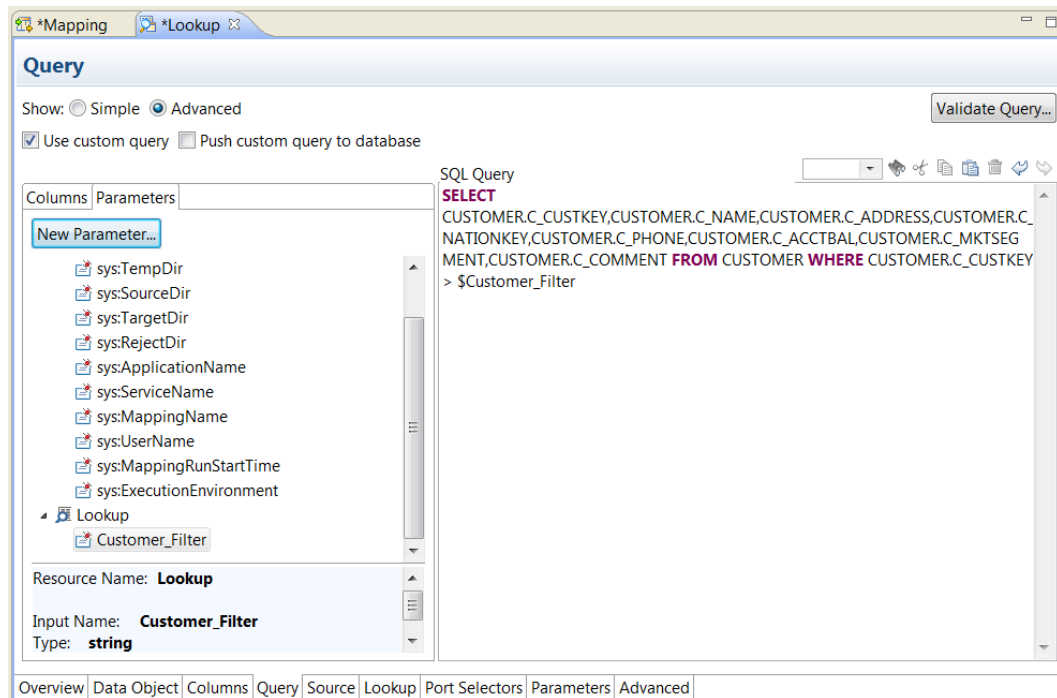 *Mapping
*Lookup
Query
Show: Simple Advanced
Validate Query...
Use custom query Push custom query to database
Columns Parameters
New Parameter...
sys:TempDir
sys:SourceDir
sys:TargetDir
sys:RejectDir
sys:ApplicationName
sys:ServiceName
sys:MappingName
sys:UserName
sys:MappingRunStartTime
sys:ExecutionEnvironment
Lookup
Customer_Filter
Resource Name: Lookup
Input Name: Customer_Filter
Type: string
SQL Query
SELECT
CUSTOMER.C_CUSTKEY,CUSTOMER.C_NAME,CUSTOMER.C_ADDRESS,CUSTOMER.C_
NATIONKEY,CUSTOMER.C_PHONE,CUSTOMER.C_ACCTBAL,CUSTOMER.C_MKTSEG
MENT,CUSTOMER.C_COMMENT FROM CUSTOMER WHERE CUSTOMER.C_CUSTKEY
> $Customer_Filter
Overview Data Object Columns Query Source Lookup Port Selectors Parameters Advanced